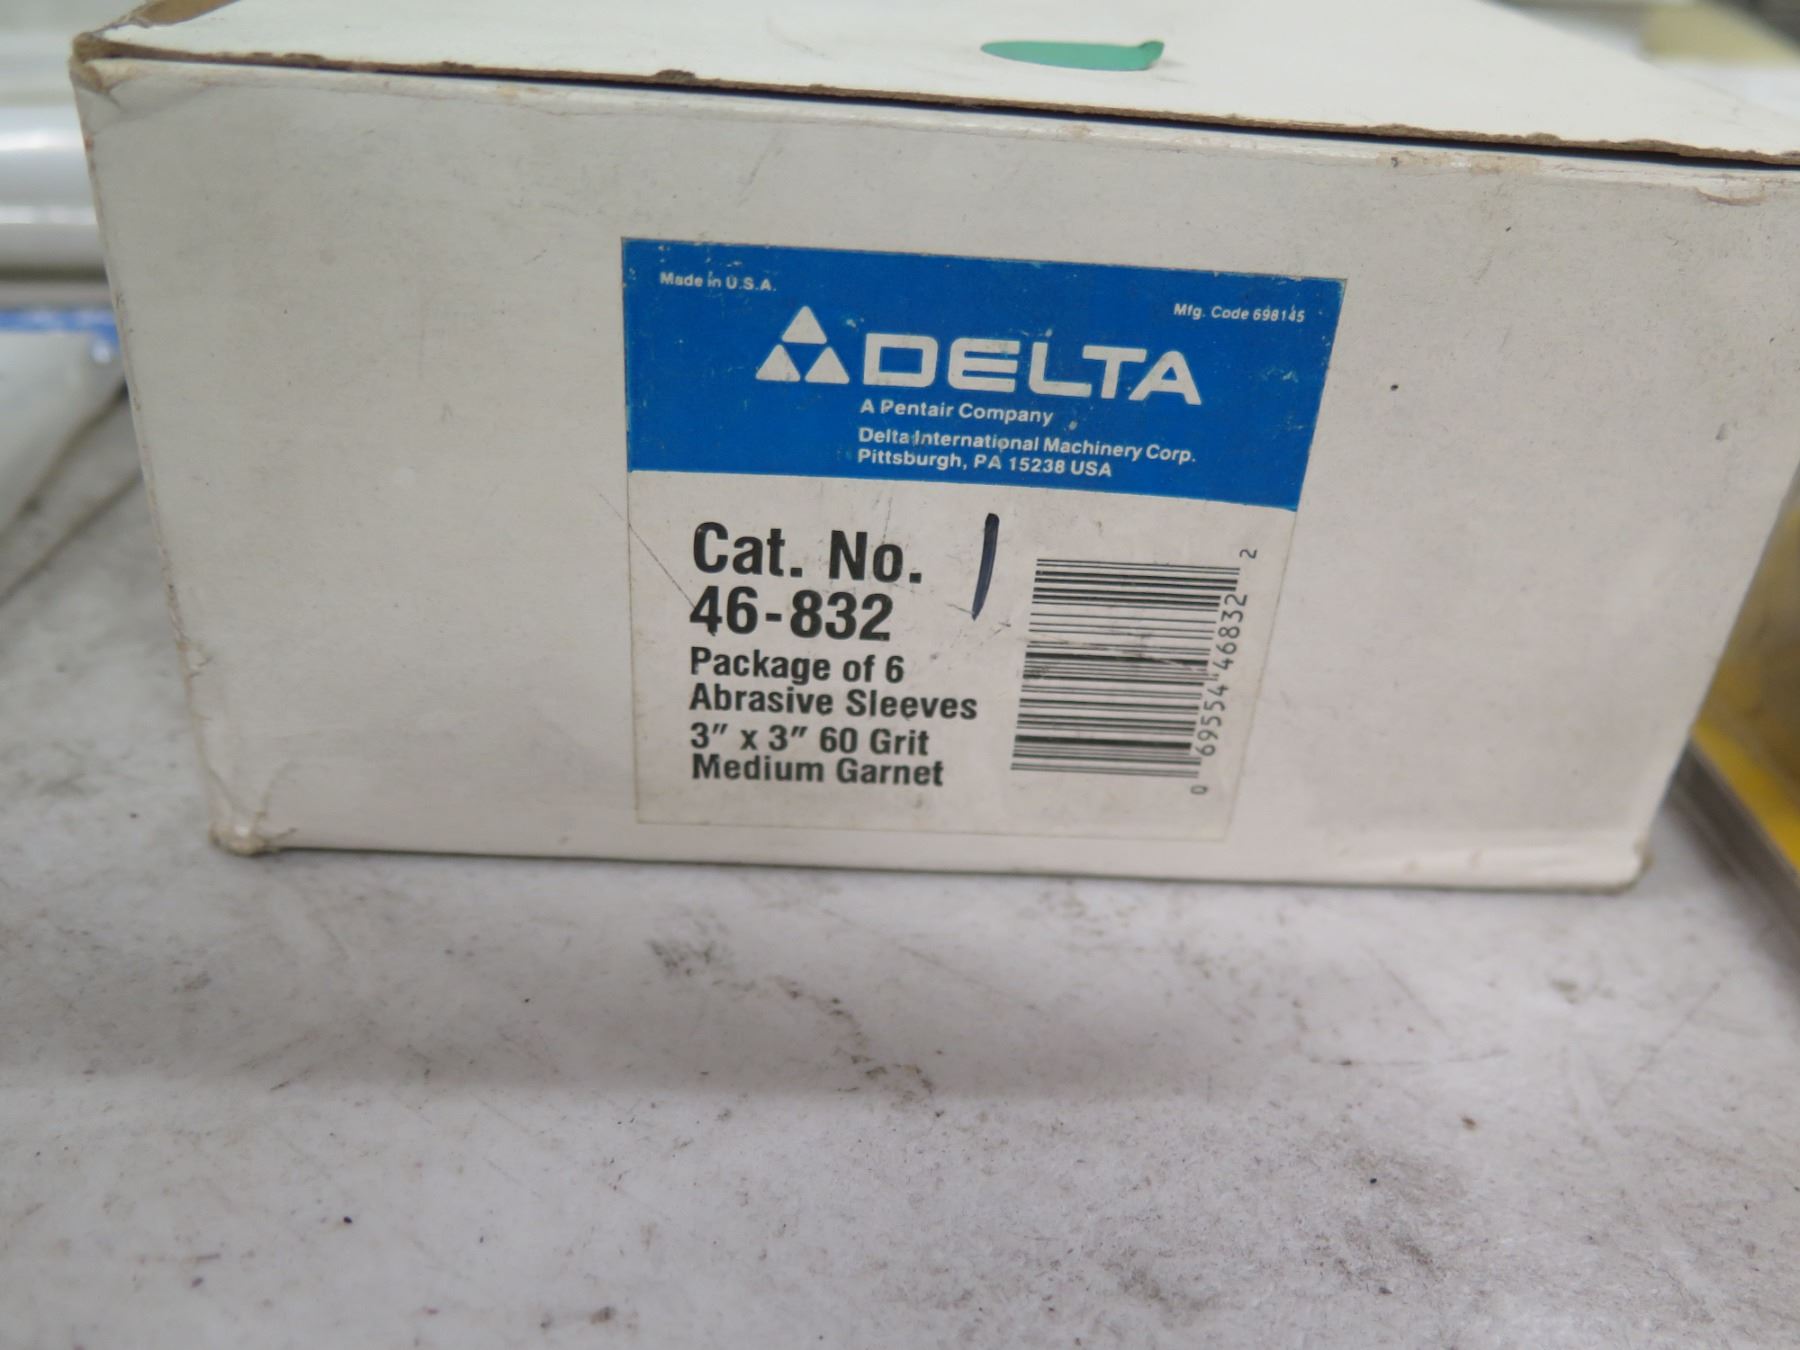 Made in U.S.A.
Mfg. Code 698145
DELTA
A Pentair Company
Delta International Machinery Corp.
Pittsburgh, PA 15238 USA
Cat. No.
46-832
Package of 6
Abrasive Sleeves
3" x 3" 60 Grit
Medium Garnet
0 69554 46832 2